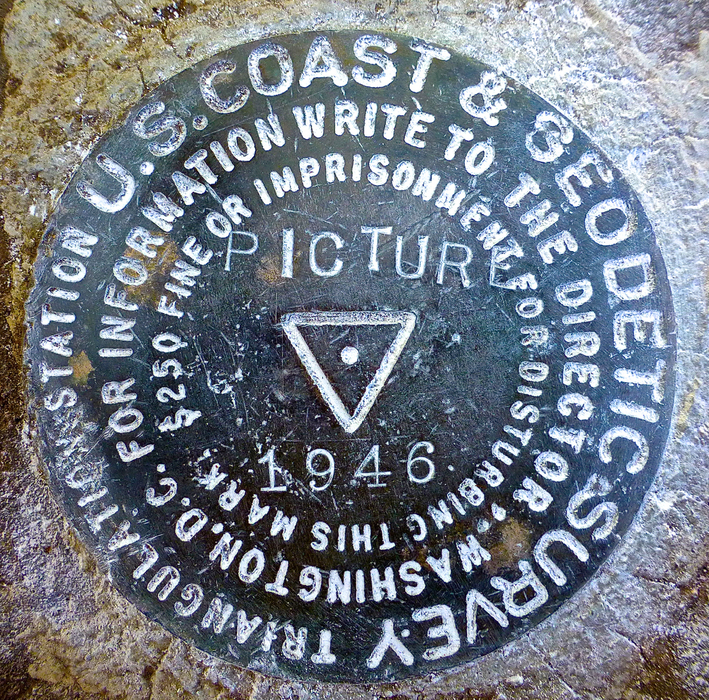 U.S. COAST & GEODETIC SURVEY
TRIANGULATION STATION
FOR INFORMATION WRITE TO THE DIRECTOR, WASHINGTON, D.C.
$250 FINE OR IMPRISONMENT FOR DISTURBING THIS MARK.
PICTURE
1946